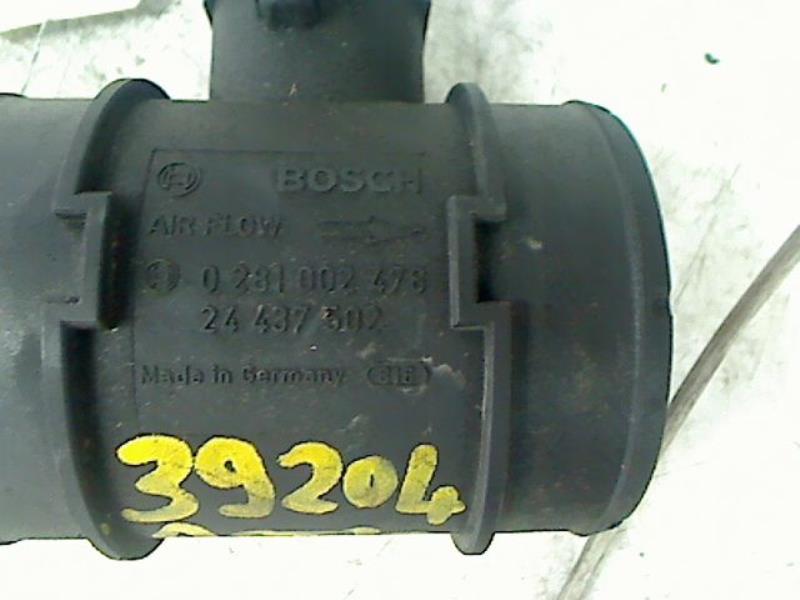 BOSCH
AIR FLOW
0 281 002 478
24 437 502
Made in Germany
39204